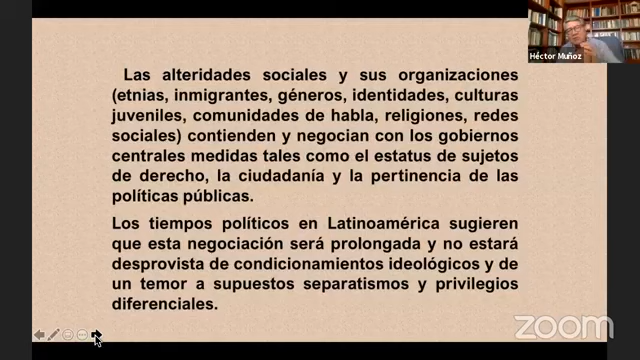 Héctor Muñoz
Las alteridades sociales y sus organizaciones
(etnias, inmigrantes, géneros, identidades, culturas
juveniles, comunidades de habla, religiones, redes
sociales) contienden y negocian con los gobiernos
centrales medidas tales como el estatus de sujetos
de derecho, la ciudadanía y la pertinencia de las
políticas públicas.
Los tiempos políticos en Latinoamérica sugieren
que esta negociación será prolongada y no estará
desprovista de condicionamientos ideológicos y de
un temor a supuestos separatismos y privilegios
diferenciales.
zoom